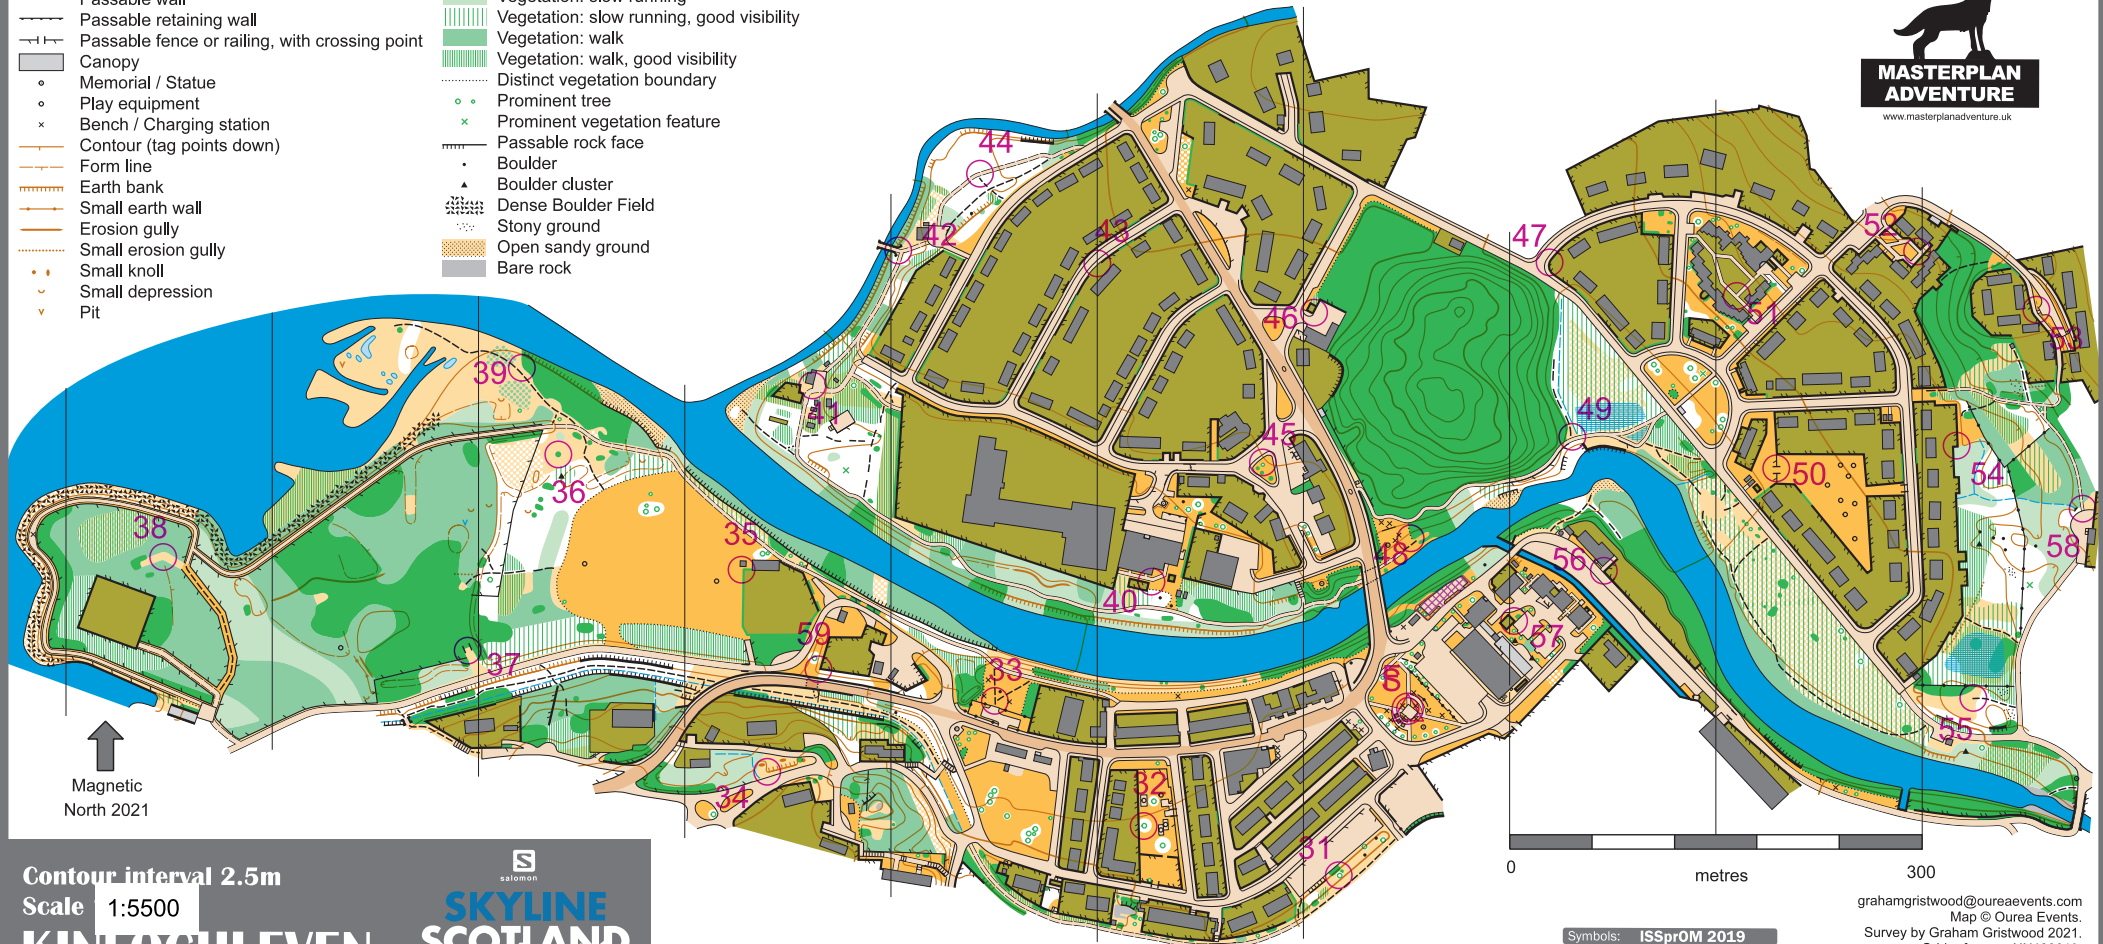 Passable wall
Passable retaining wall
Passable fence or railing, with crossing point
Canopy
Memorial / Statue
Play equipment
Bench / Charging station
Contour (tag points down)
Form line
Earth bank
Small earth wall
Erosion gully
Small erosion gully
Small knoll
Small depression
Pit
Vegetation: slow running
Vegetation: slow running, good visibility
Vegetation: walk
Vegetation: walk, good visibility
Distinct vegetation boundary
Prominent tree
Prominent vegetation feature
Passable rock face
Boulder
Boulder cluster
Dense Boulder Field
Stony ground
Open sandy ground
Bare rock
MASTERPLAN
ADVENTURE
www.masterplanadventure.uk
44
42
43
47
52
46
51
53
39
41
49
45
50
54
36
38
35
48
58
56
40
59
57
37
33
55
34
32
31
Magnetic
North 2021
0
metres
300
Contour interval 2.5m
Scale
1:5500
KINLOCHLEVEN
salomon
SKYLINE
SCOTLAND
Symbols: ISSprOM 2019
grahamgristwood@oureaevents.com
Map © Ourea Events.
Survey by Graham Gristwood 2021.